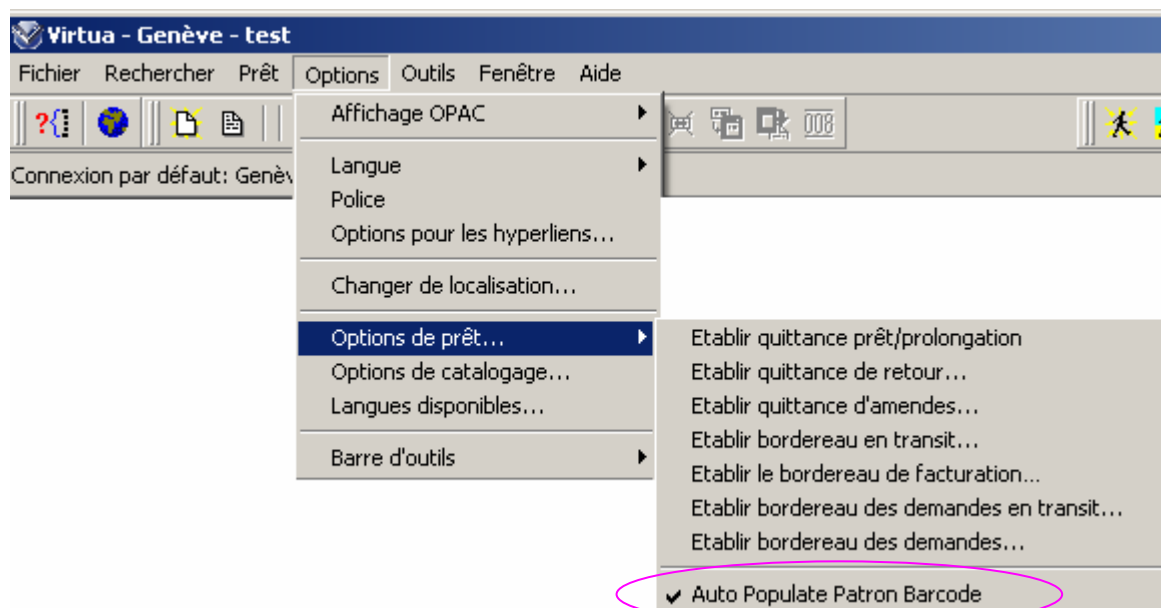 Virtua - Genève - test
Fichier Rechercher Prêt Options Outils Fenêtre Aide
?{} 008
Connexion par défaut: Genèv
Affichage OPAC
Langue
Police
Options pour les hyperliens...
Changer de localisation...
Options de prêt...
Options de catalogage...
Langues disponibles...
Barre d'outils
Etablir quittance prêt/prolongation
Etablir quittance de retour...
Etablir quittance d'amendes...
Etablir bordereau en transit...
Etablir le bordereau de facturation...
Etablir bordereau des demandes en transit...
Etablir bordereau des demandes...
Auto Populate Patron Barcode